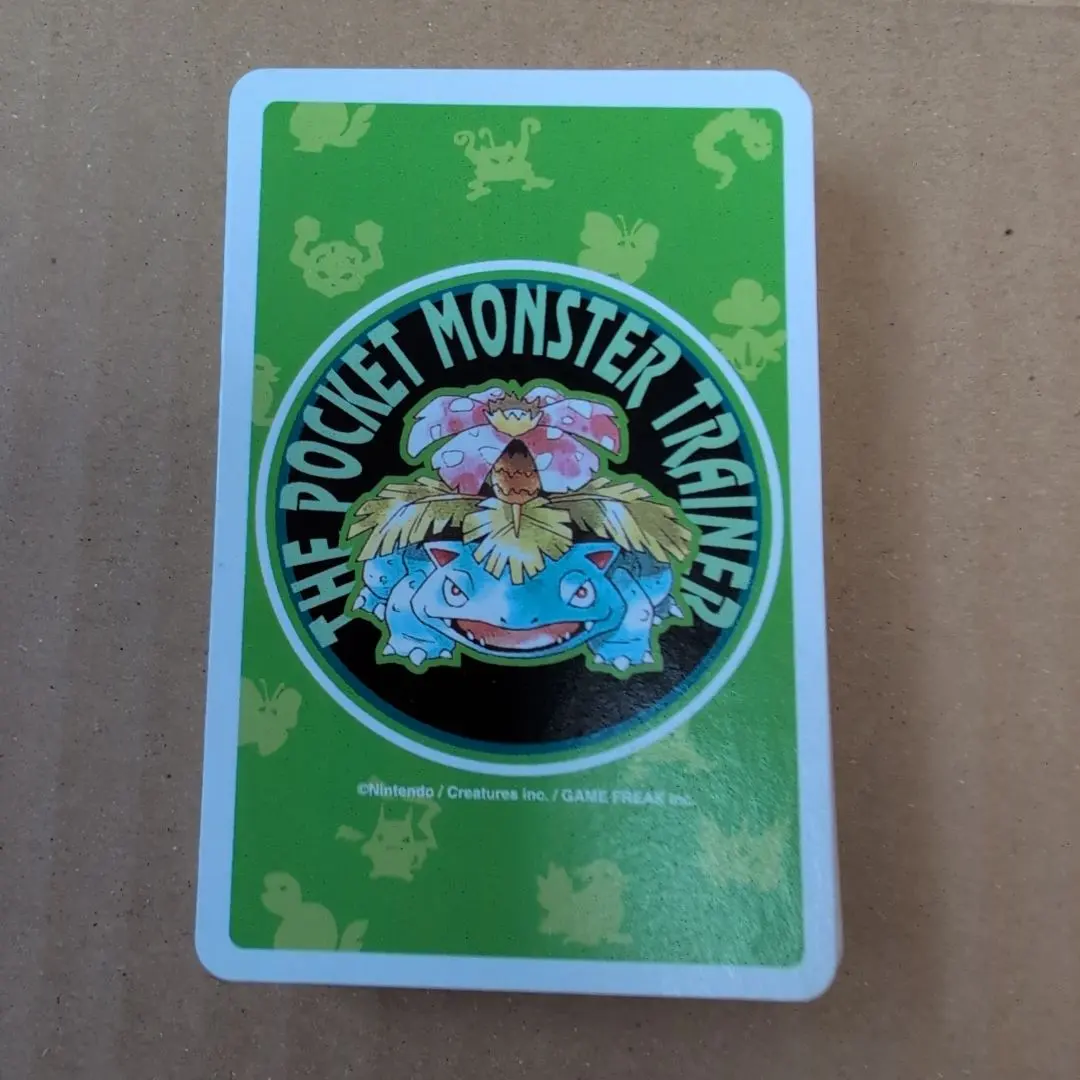 THE POCKET MONSTER TRAINER
©Nintendo / Creatures inc. / GAME FREAK inc.